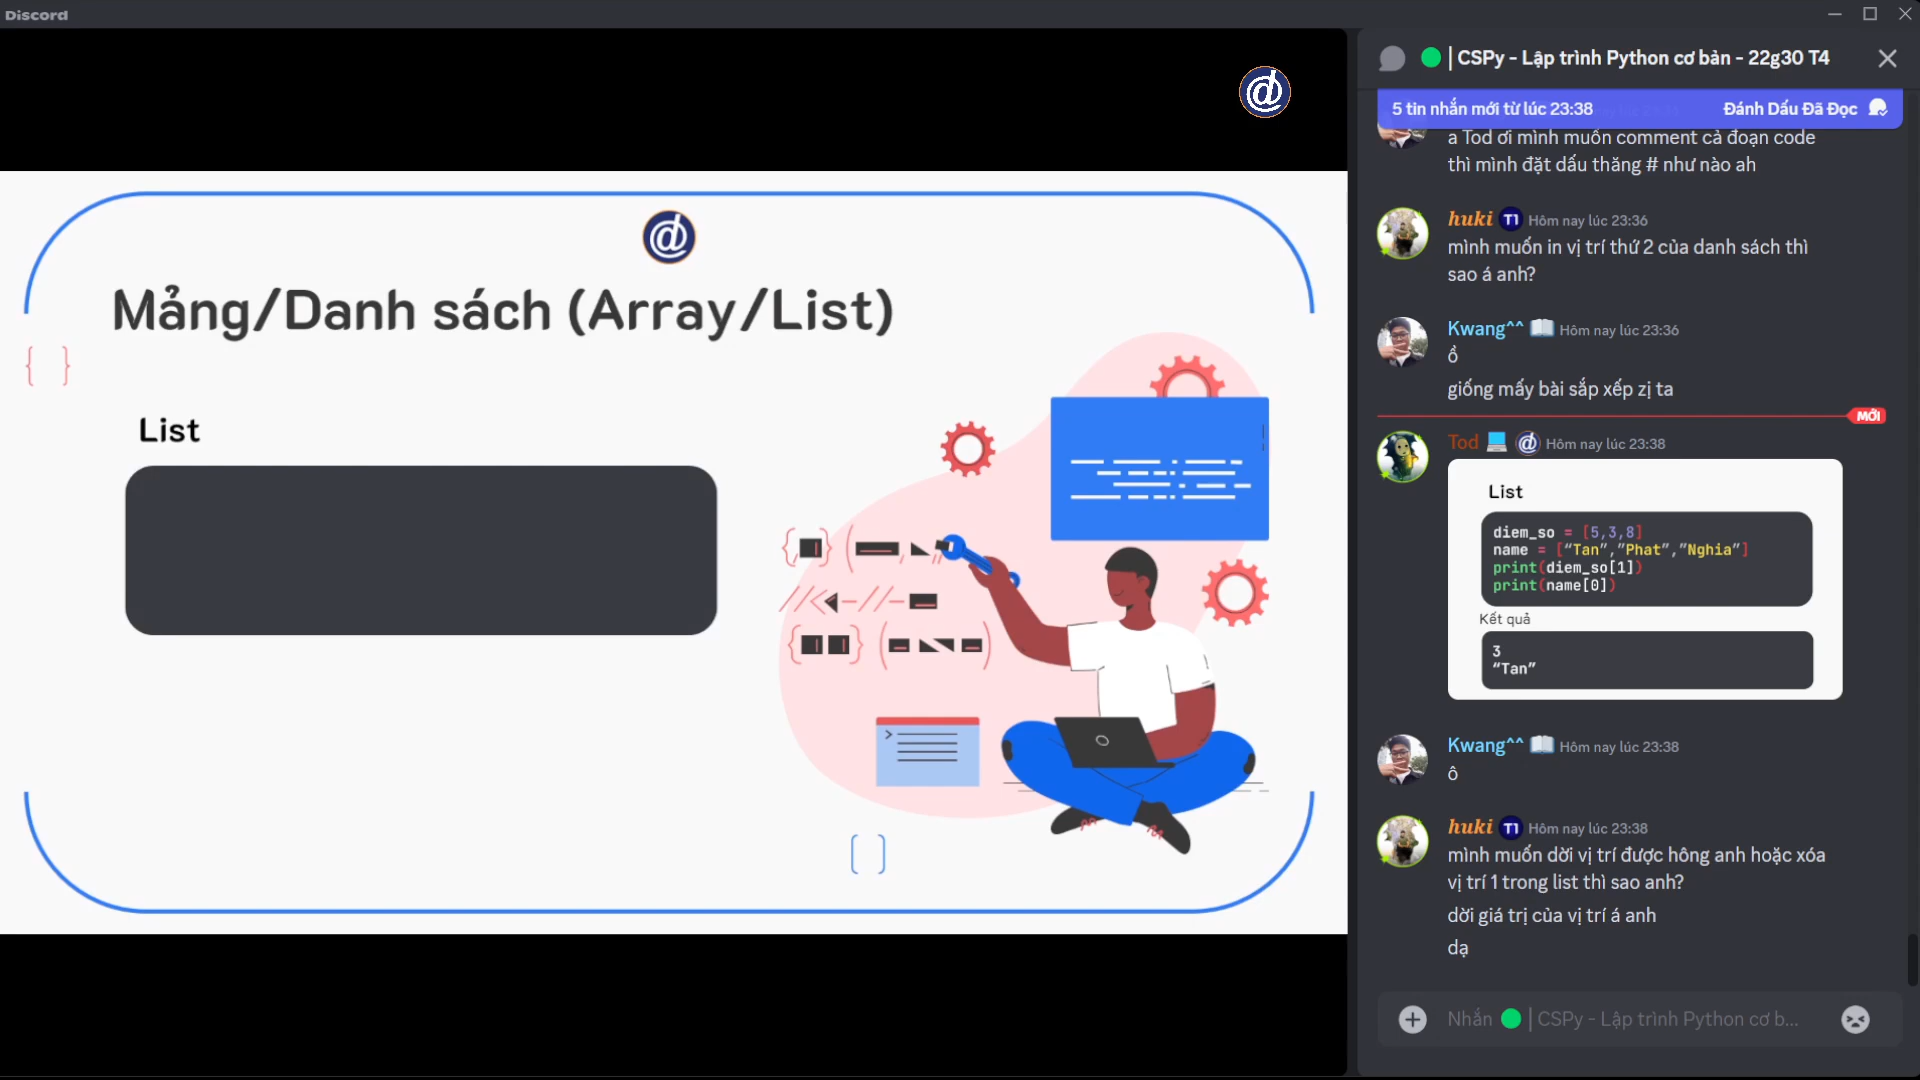 Discord
Mảng/Danh sách (Array/List)
List
| CSPy - Lập trình Python cơ bản - 22g30 T4
5 tin nhắn mới từ lúc 23:38
Đánh Dấu Đã Đọc
a Tod ơi mình muốn comment cả đoạn code
thì mình đặt dấu thăng # như nào ah
huki T1 Hôm nay lúc 23:36
mình muốn in vị trí thứ 2 của danh sách thì
sao á anh?
Kwang^^ Hôm nay lúc 23:36
ồ
giống mấy bài sắp xếp zị ta
MỚI
Tod Hôm nay lúc 23:38
List
diem_so = [5,3,8]
name = [“Tan”,”Phat”,”Nghia”]
print(diem_so[1])
print(name[0])
Kết quả
3
“Tan”
Kwang^^ Hôm nay lúc 23:38
ô
huki T1 Hôm nay lúc 23:38
mình muốn dời vị trí được hông anh hoặc xóa
vị trí 1 trong list thì sao anh?
dời giá trị của vị trí á anh
dạ
Nhắn | CSPy - Lập trình Python cơ b...